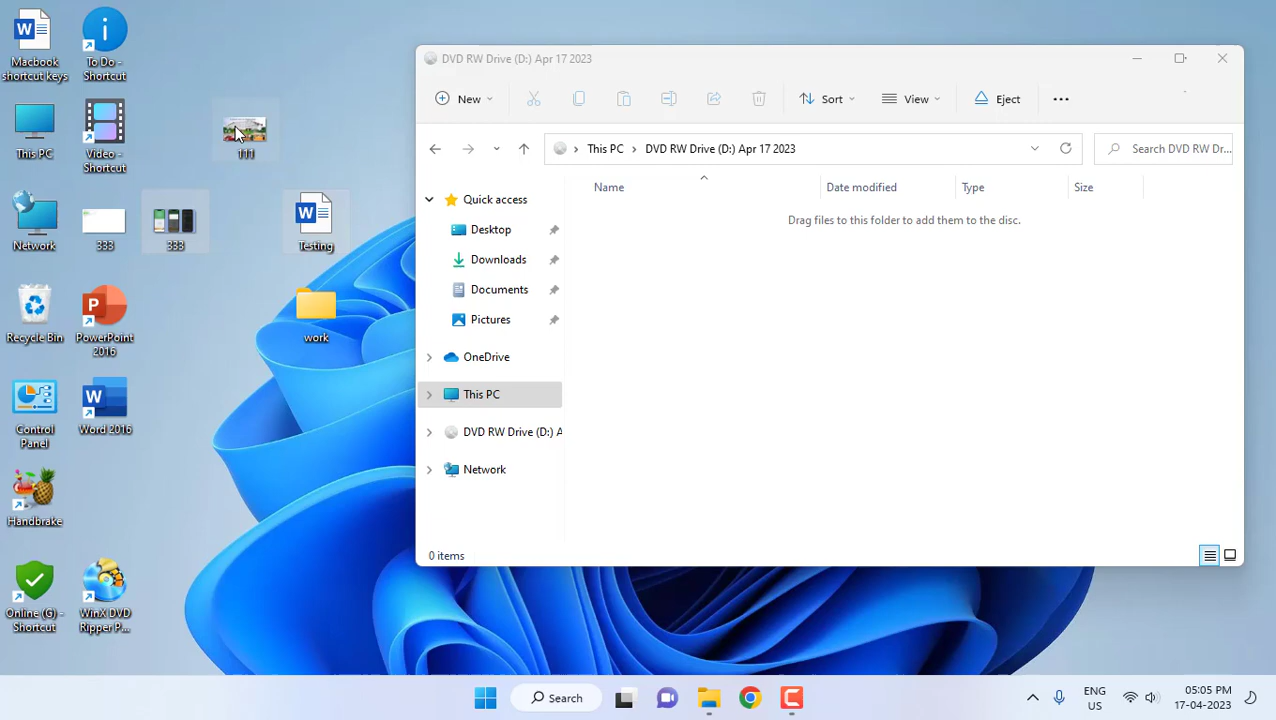 Macbook
shortcut keys
To Do -
Shortcut
This PC
Video -
Shortcut
111
Network
333
333
Testing
Recycle Bin
PowerPoint
2016
work
Control
Panel
Word 2016
Handbrake
Online (G) -
Shortcut
WinX DVD
Ripper P...
DVD RW Drive (D:) Apr 17 2023
New
Sort
View
Eject
This PC > DVD RW Drive (D:) Apr 17 2023
Search DVD RW Dr...
Name Date modified Type Size
Drag files to this folder to add them to the disc.
Quick access
Desktop
Downloads
Documents
Pictures
OneDrive
This PC
DVD RW Drive (D:) A
Network
0 items
Search
ENG
US
05:05 PM
17-04-2023